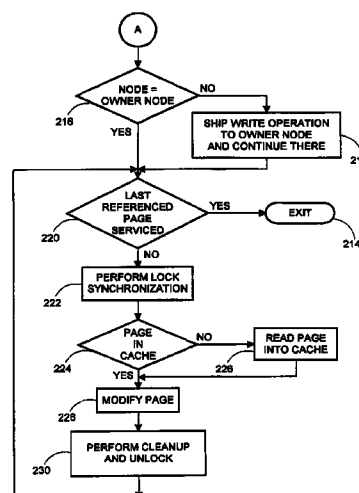 A
NODE =
OWNER NODE
216
NO
YES
SHIP WRITE OPERATION
TO OWNER NODE
AND CONTINUE THERE
LAST
REFERENCED
PAGE
SERVICED
220
YES
EXIT
214
NO
PERFORM LOCK
SYNCHRONIZATION
222
PAGE
IN
CACHE
224
NO
READ PAGE
INTO CACHE
226
YES
MODIFY PAGE
228
PERFORM CLEANUP
AND UNLOCK
230